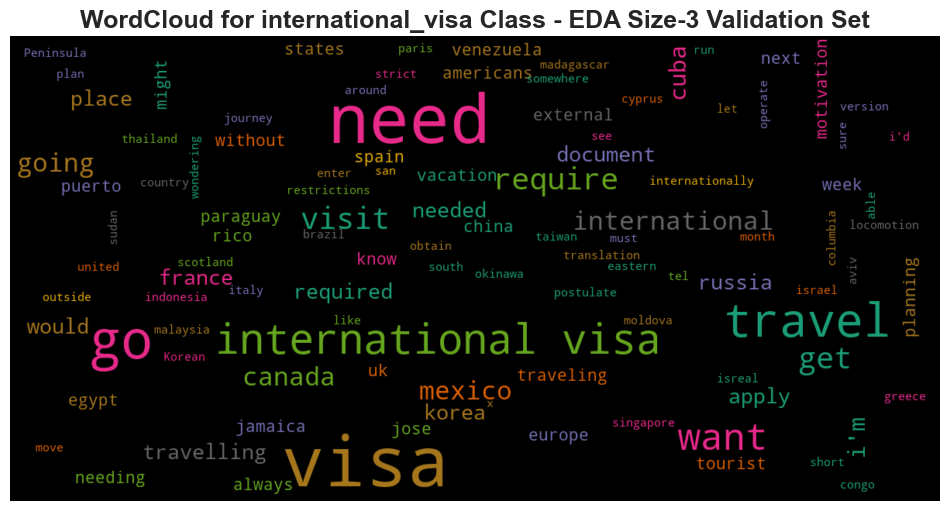 WordCloud for international_visa Class - EDA Size-3 Validation Set
Peninsula
states
paris
venezuela
run
next
plan
strict
madagascar
americans
somewhere
cuba
motivation
place
might
around
cyprus
let
operate
version
journey
need
external
see
sure
i'd
thailand
wondering
without
spain
document
going
enter
san
vacation
require
internationally
week
puerto
country
restrictions
able
sudan
paraguay
visit
needed
international
columbia
locomotion
rico
brazil
china
taiwan
must
month
obtain
translation
united
scotland
know
south
okinawa
eastern
tel
aviv
france
russia
planning
outside
indonesia
italy
required
postulate
israel
would
go
malaysia
like
moldova
travel
international visa
Korean
get
canada
uk
traveling
isreal
egypt
mexico
korea
x
apply
greece
jamaica
jose
europe
singapore
want
i'm
move
travelling
visa
tourist
short
needing
always
congo